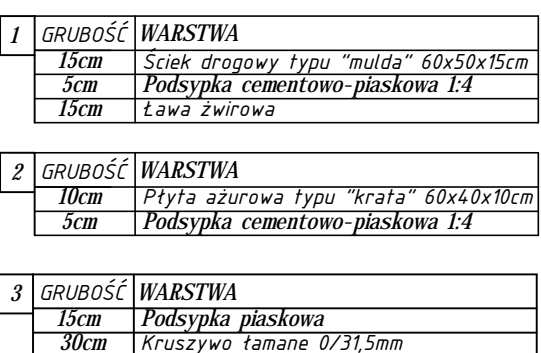 1 GRUBOŚĆ WARSTWA
15cm Ściek drogowy typu "mulda" 60x50x15cm
5cm Podsypka cementowo-piaskowa 1:4
15cm Ława żwirowa
2 GRUBOŚĆ WARSTWA
10cm Płyta ażurowa typu "krata" 60x40x10cm
5cm Podsypka cementowo-piaskowa 1:4
3 GRUBOŚĆ WARSTWA
15cm Podsypka piaskowa
30cm Kruszywo łamane 0/31,5mm